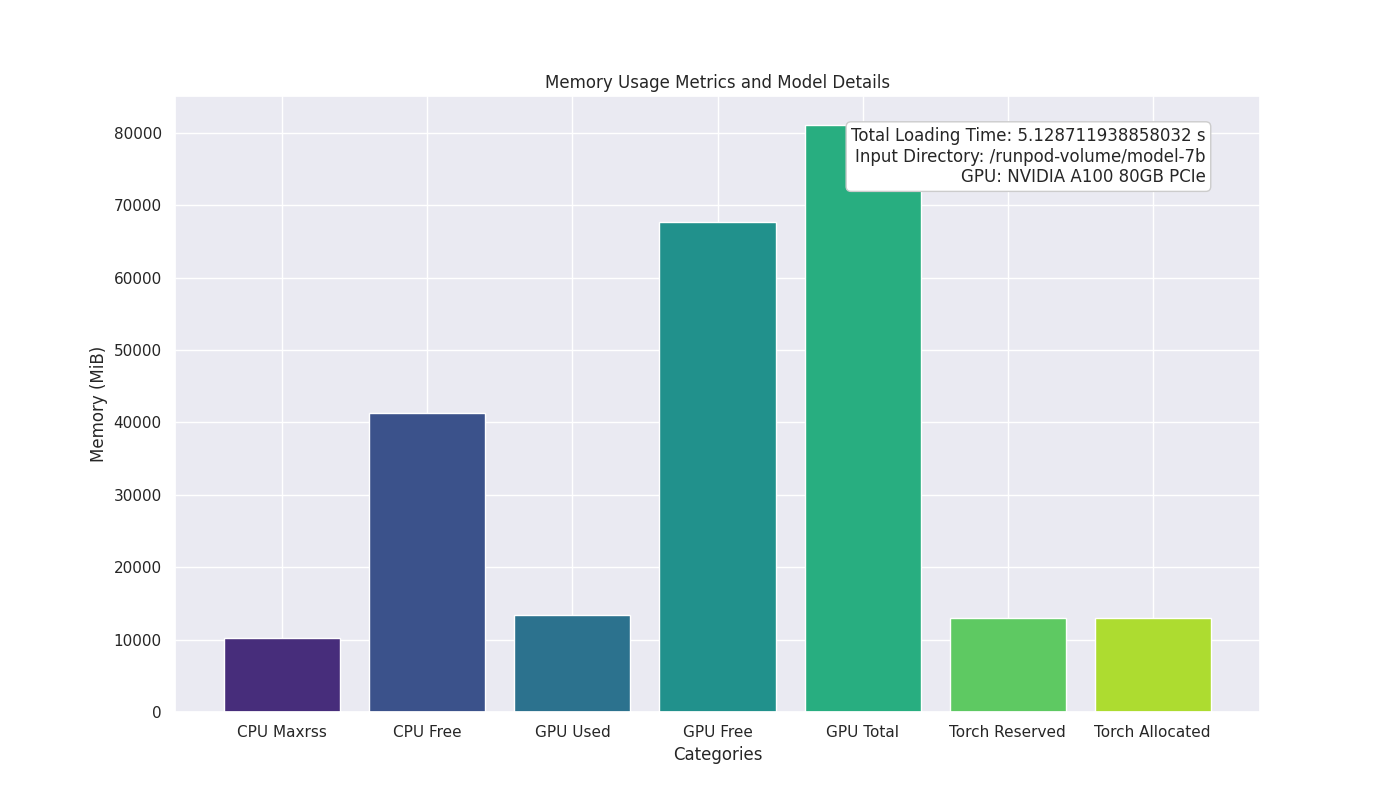 Memory Usage Metrics and Model Details
80000
70000
60000
50000
40000
30000
20000
10000
0
Memory (MiB)
Total Loading Time: 5.128711938858032 s
Input Directory: /runpod-volume/model-7b
GPU: NVIDIA A100 80GB PCIe
CPU Maxrss
CPU Free
GPU Used
GPU Free
GPU Total
Torch Reserved
Torch Allocated
Categories